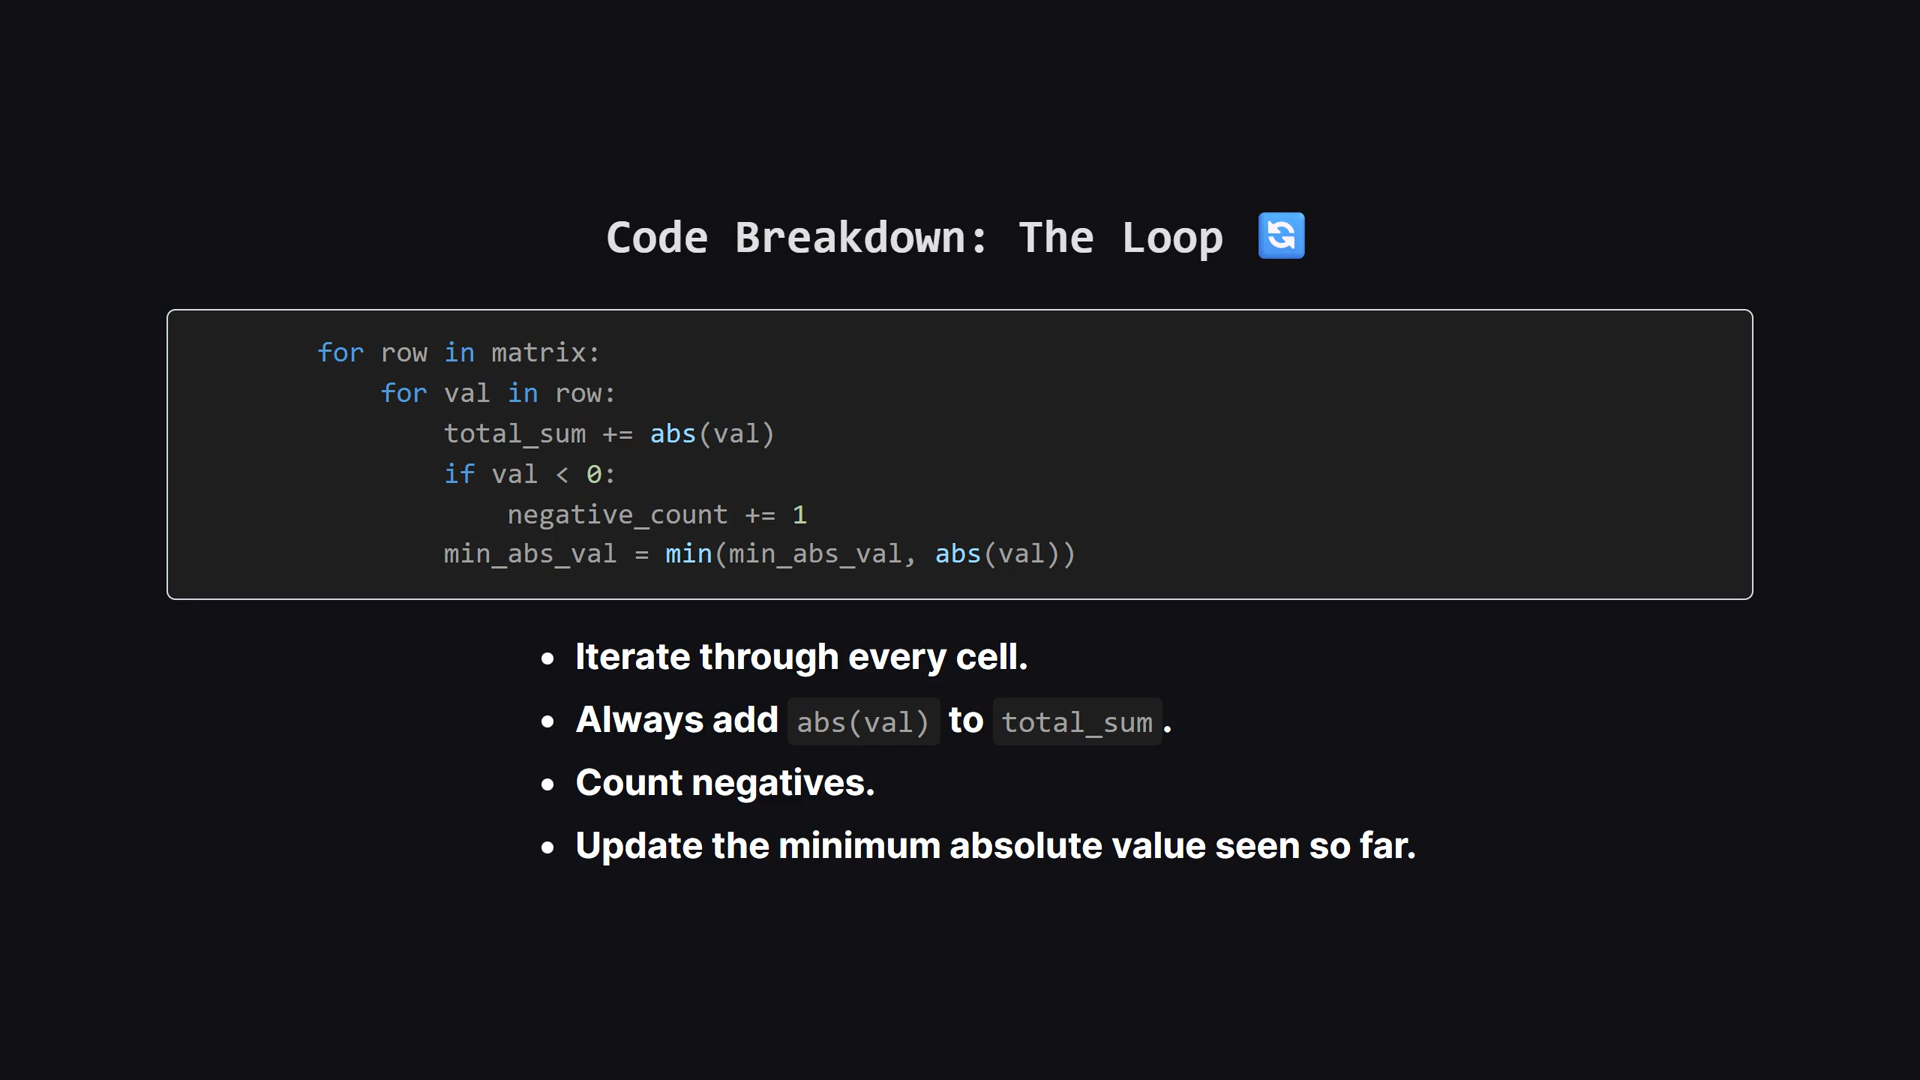 Code Breakdown: The Loop 🔄
for row in matrix:
    for val in row:
        total_sum += abs(val)
        if val < 0:
            negative_count += 1
        min_abs_val = min(min_abs_val, abs(val))
• Iterate through every cell.
• Always add abs(val) to total_sum.
• Count negatives.
• Update the minimum absolute value seen so far.